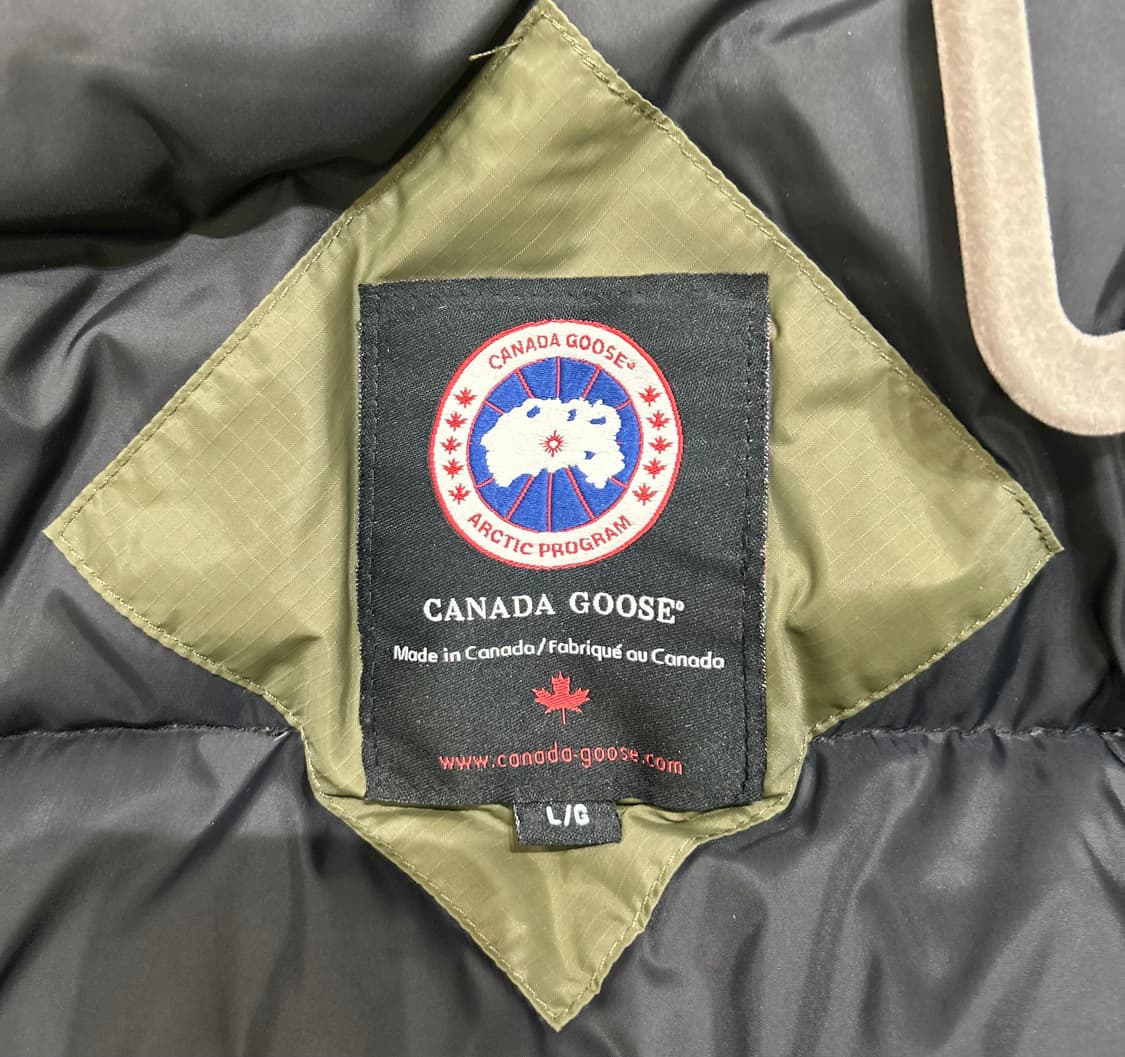 CANADA GOOSE®
ARCTIC PROGRAM
CANADA GOOSE®
Made in Canada/Fabriqué au Canada
www.canada-goose.com
L/G